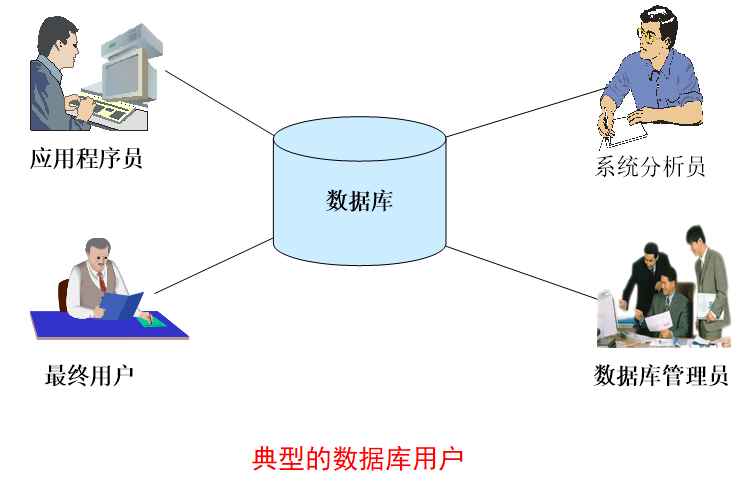 应用程序员
系统分析员
数据库
最终用户
数据库管理员
典型的数据库用户